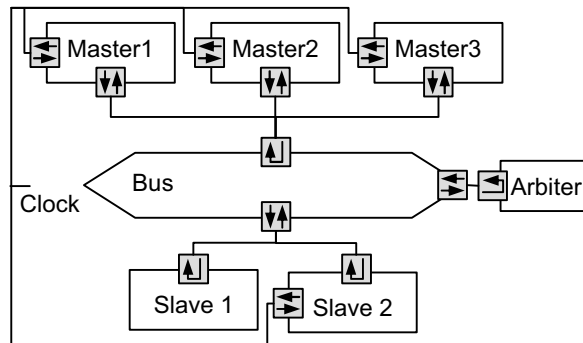 Master1 Master2 Master3
Bus
Arbiter
Clock
Slave 1 Slave 2